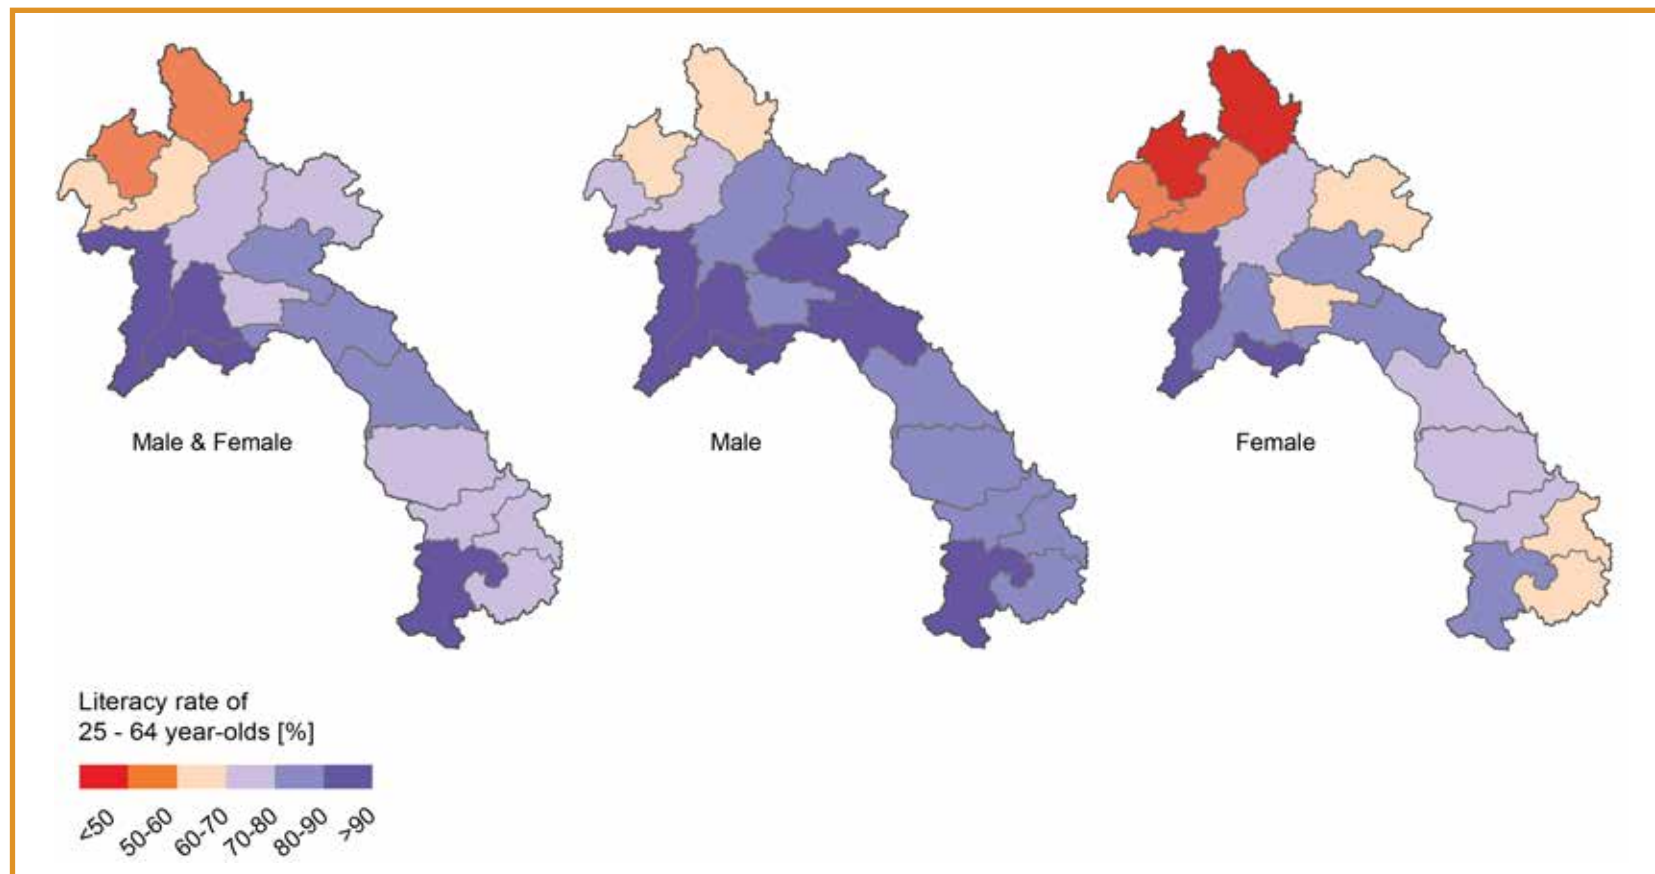 Male & Female
Male
Female
Literacy rate of
25 - 64 year-olds [%]
<50
50-60
60-70
70-80
80-90
>90